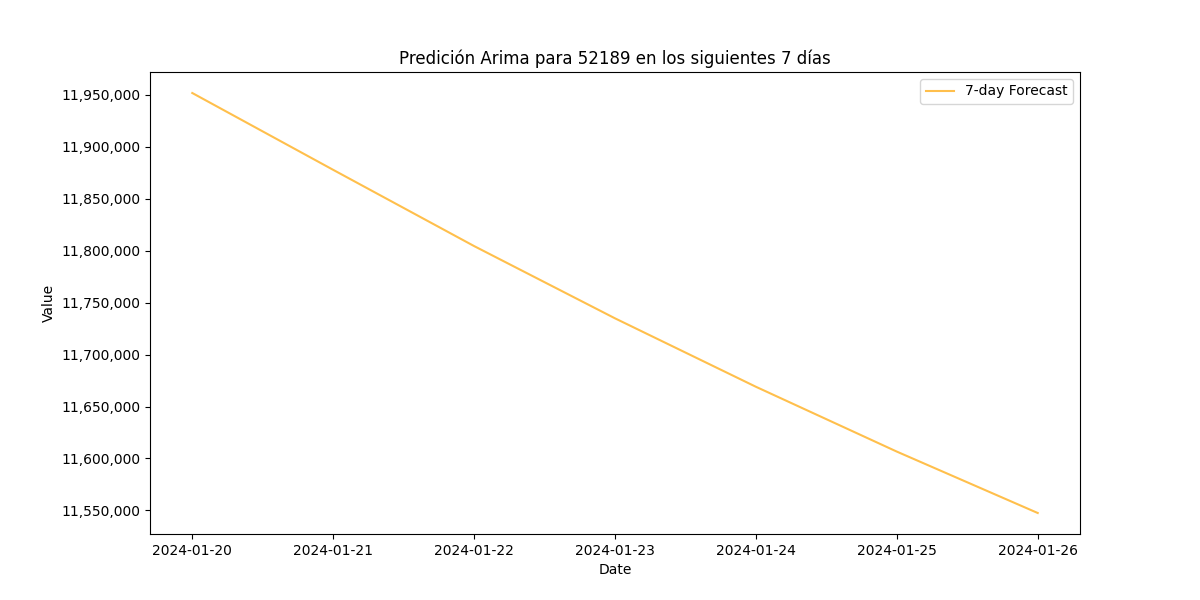 Predición Arima para 52189 en los siguientes 7 días
7-day Forecast
Value
11,950,000
11,900,000
11,850,000
11,800,000
11,750,000
11,700,000
11,650,000
11,600,000
11,550,000
2024-01-20 2024-01-21 2024-01-22 2024-01-23 2024-01-24 2024-01-25 2024-01-26
Date